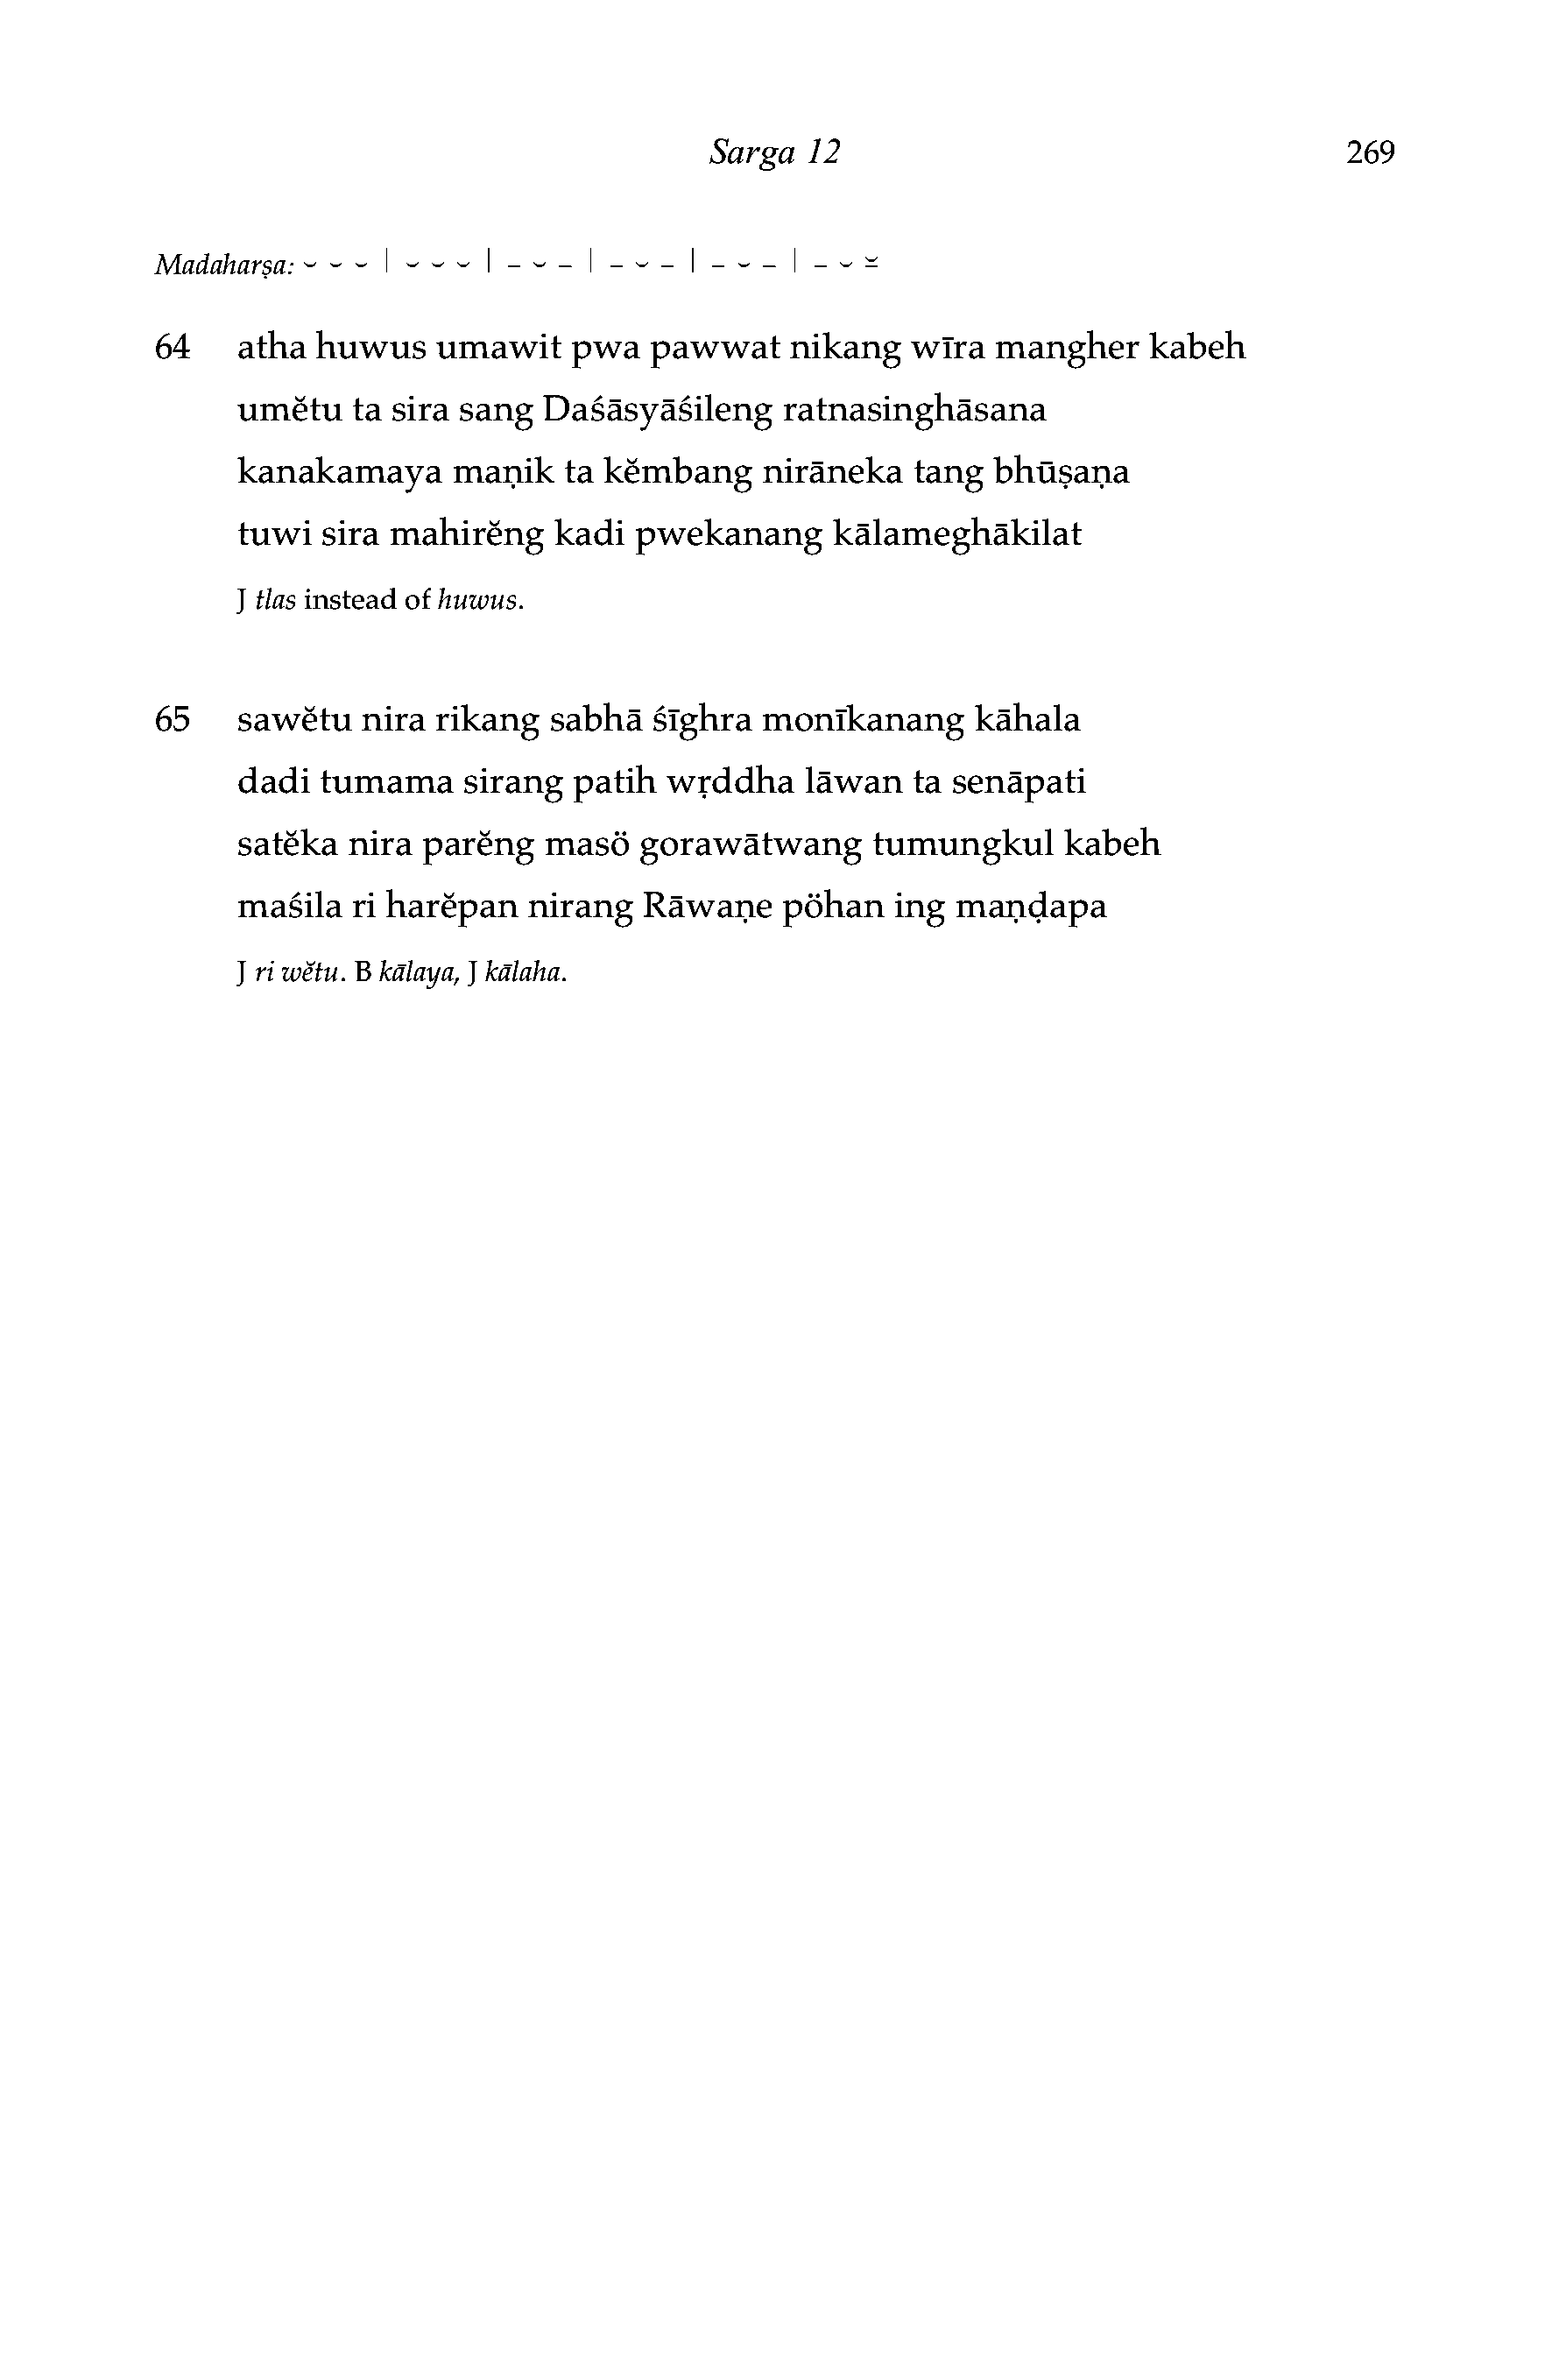 Sarga 12 269
Madaharṣa: ⏑ ⏑ ⏑ | ⏑ ⏑ ⏑ | – ⏑ – | – ⏑ – | – ⏑ – | – ⏑ ⏓
64 atha huwus umawit pwa pawwat nikang wīra mangher kabeh
umĕtu ta sira sang Daśāsyāśileng ratnasinghāsana
kanakamaya maṇik ta kĕmbang nirāneka tang bhūṣaṇa
tuwi sira mahirĕng kadi pwekanang kālameghākilat
J tlas instead of huwus.
65 sawĕtu nira rikang sabhā śīghra monīkanang kāhala
dadi tumama sirang patih wṛddha lāwan ta senāpati
satĕka nira parĕng masö gorawātwang tumungkul kabeh
maśila ri harĕpan nirang Rāwaṇe pöhan ing maṇḍapa
J ri wĕtu. B kālaya, J kālaha.